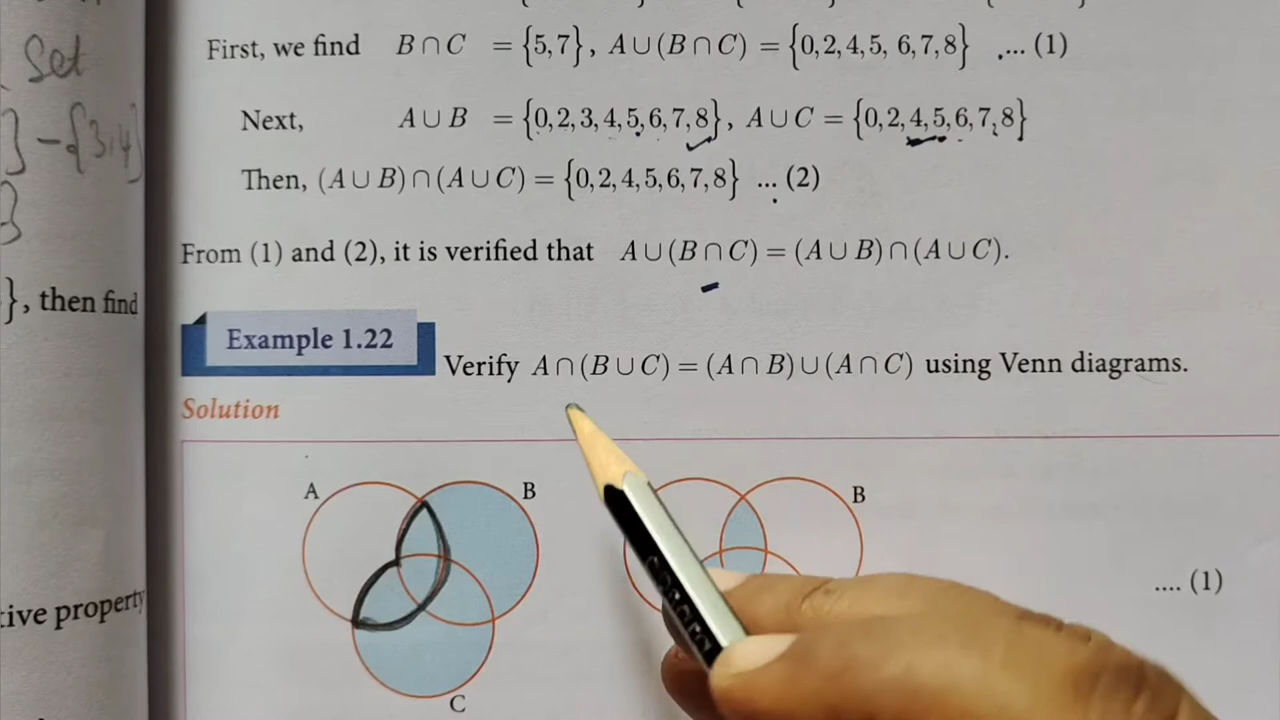 Set
First, we find B∩C = {5,7}, A∪(B∩C) = {0,2,4,5, 6,7,8} .... (1)
] - {3,4}
Next, A∪B = {0,2,3,4,5,6,7,8}, A∪C = {0,2,4,5,6,7,8}
Then, (A∪B)∩(A∪C) = {0,2,4,5,6,7,8} ... (2)
From (1) and (2), it is verified that A∪(B∩C) = (A∪B)∩(A∪C).
}, then find
Example 1.22
Verify A∩(B∪C) = (A∩B)∪(A∩C) using Venn diagrams.
Solution
A B B
.... (1)
tive property
C